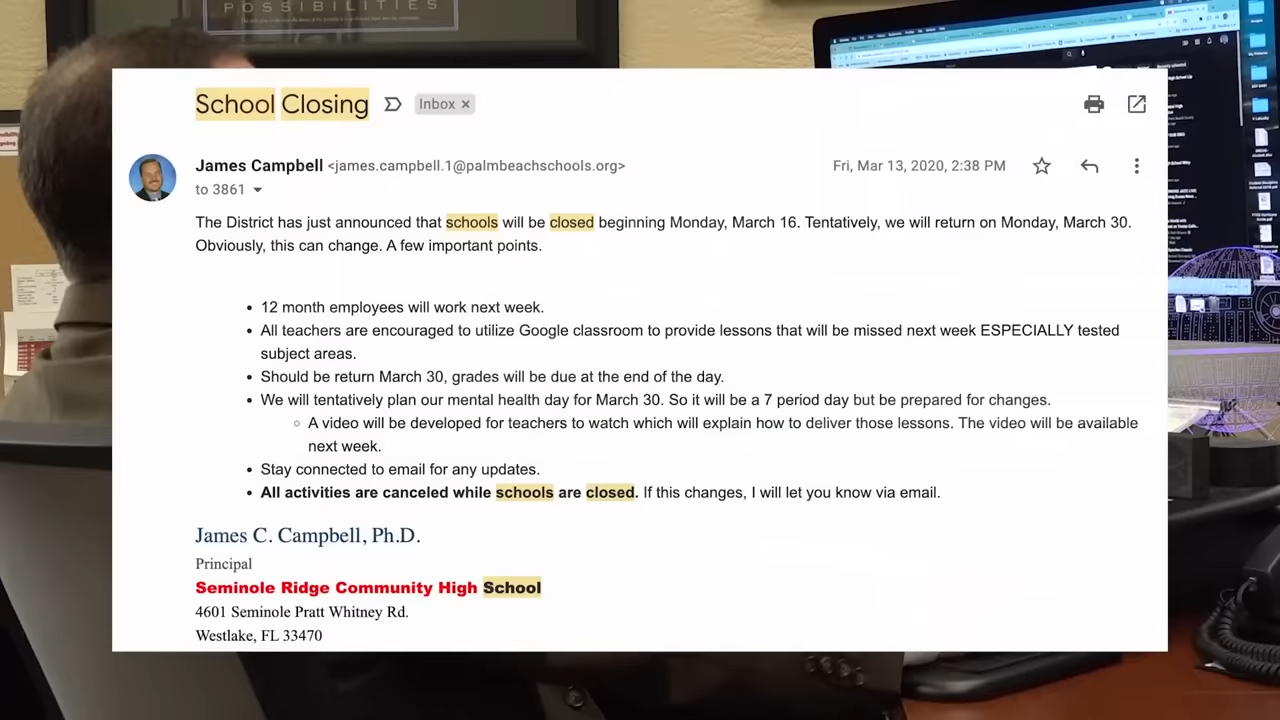 POSSIBILITIES
School Closing
Inbox ×
James Campbell <james.campbell.1@palmbeachschools.org>
Fri, Mar 13, 2020, 2:38 PM
to 3861
The District has just announced that schools will be closed beginning Monday, March 16. Tentatively, we will return on Monday, March 30.
Obviously, this can change. A few important points.
• 12 month employees will work next week.
• All teachers are encouraged to utilize Google classroom to provide lessons that will be missed next week ESPECIALLY tested
subject areas.
• Should be return March 30, grades will be due at the end of the day.
• We will tentatively plan our mental health day for March 30. So it will be a 7 period day but be prepared for changes.
◦ A video will be developed for teachers to watch which will explain how to deliver those lessons. The video will be available
next week.
• Stay connected to email for any updates.
• All activities are canceled while schools are closed. If this changes, I will let you know via email.
James C. Campbell, Ph.D.
Principal
Seminole Ridge Community High School
4601 Seminole Pratt Whitney Rd.
Westlake, FL 33470